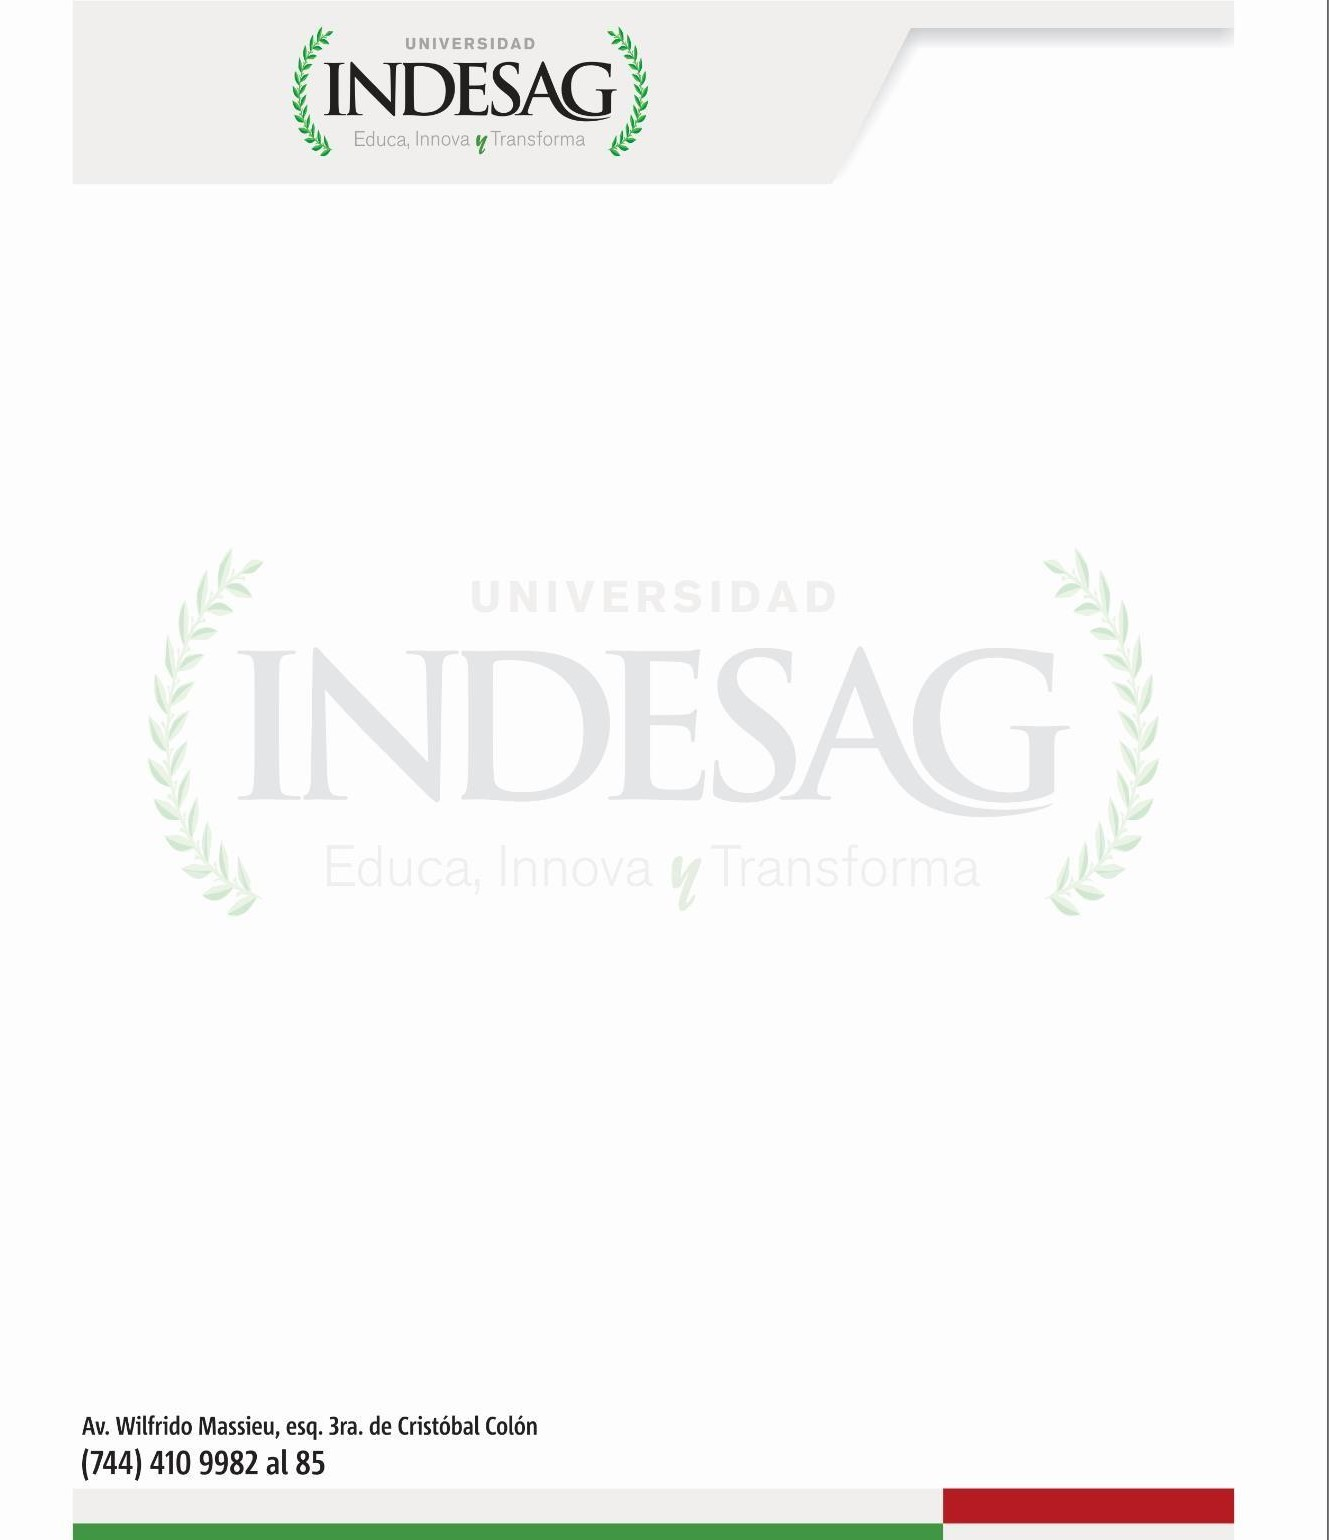 UNIVERSIDAD
INDESAG
Educa, Innova y Transforma
UNIVERSIDAD
INDESAG
Educa, Innova y Transforma
Av. Wilfrido Massieu, esq. 3ra. de Cristóbal Colón
(744) 410 9982 al 85